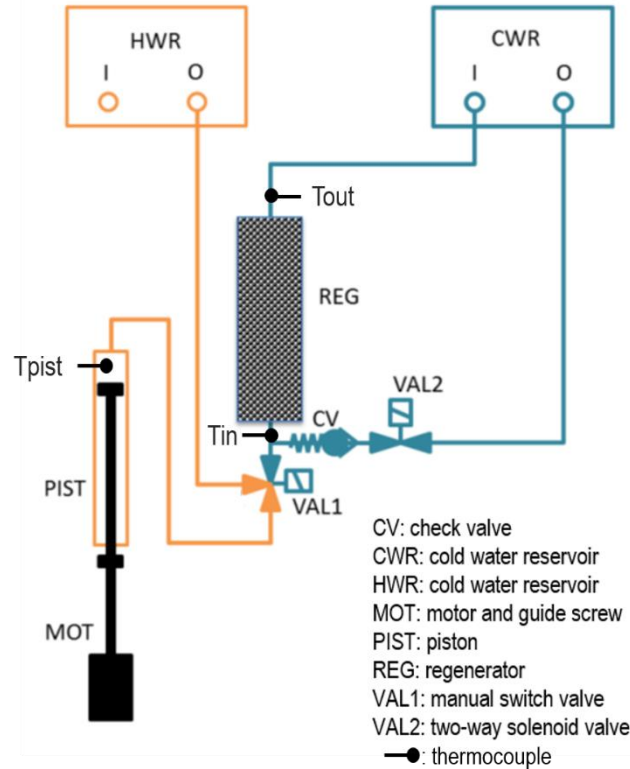 HWR
CWR
I O
I O
Tout
REG
Tpist
VAL2
Tin
CV
PIST
VAL1
MOT
CV: check valve
CWR: cold water reservoir
HWR: cold water reservoir
MOT: motor and guide screw
PIST: piston
REG: regenerator
VAL1: manual switch valve
VAL2: two-way solenoid valve
: thermocouple